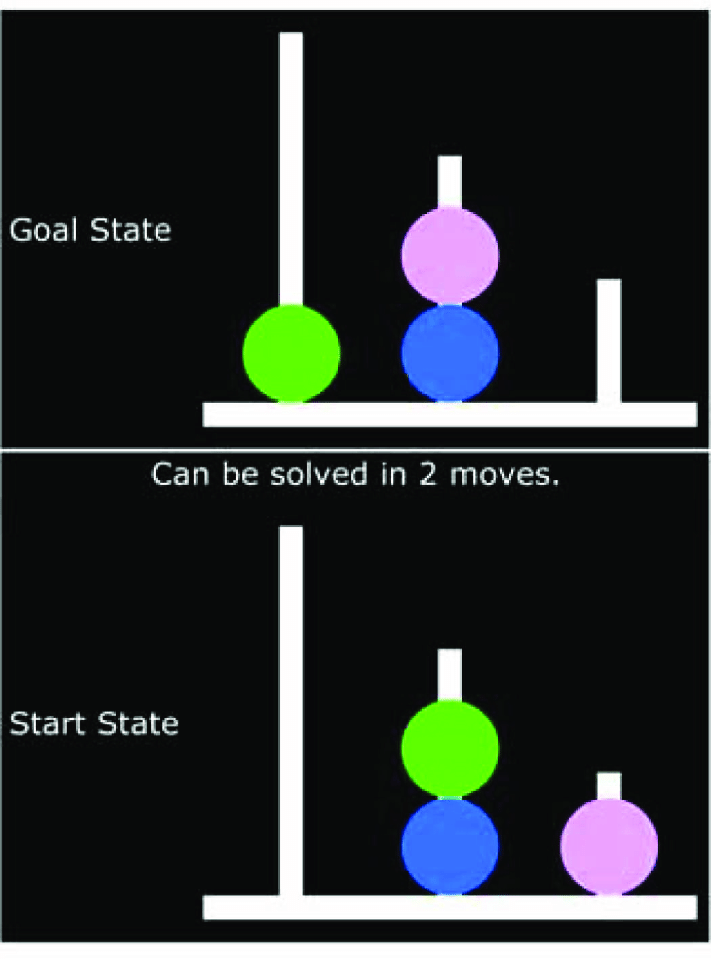 Goal State
Can be solved in 2 moves.
Start State